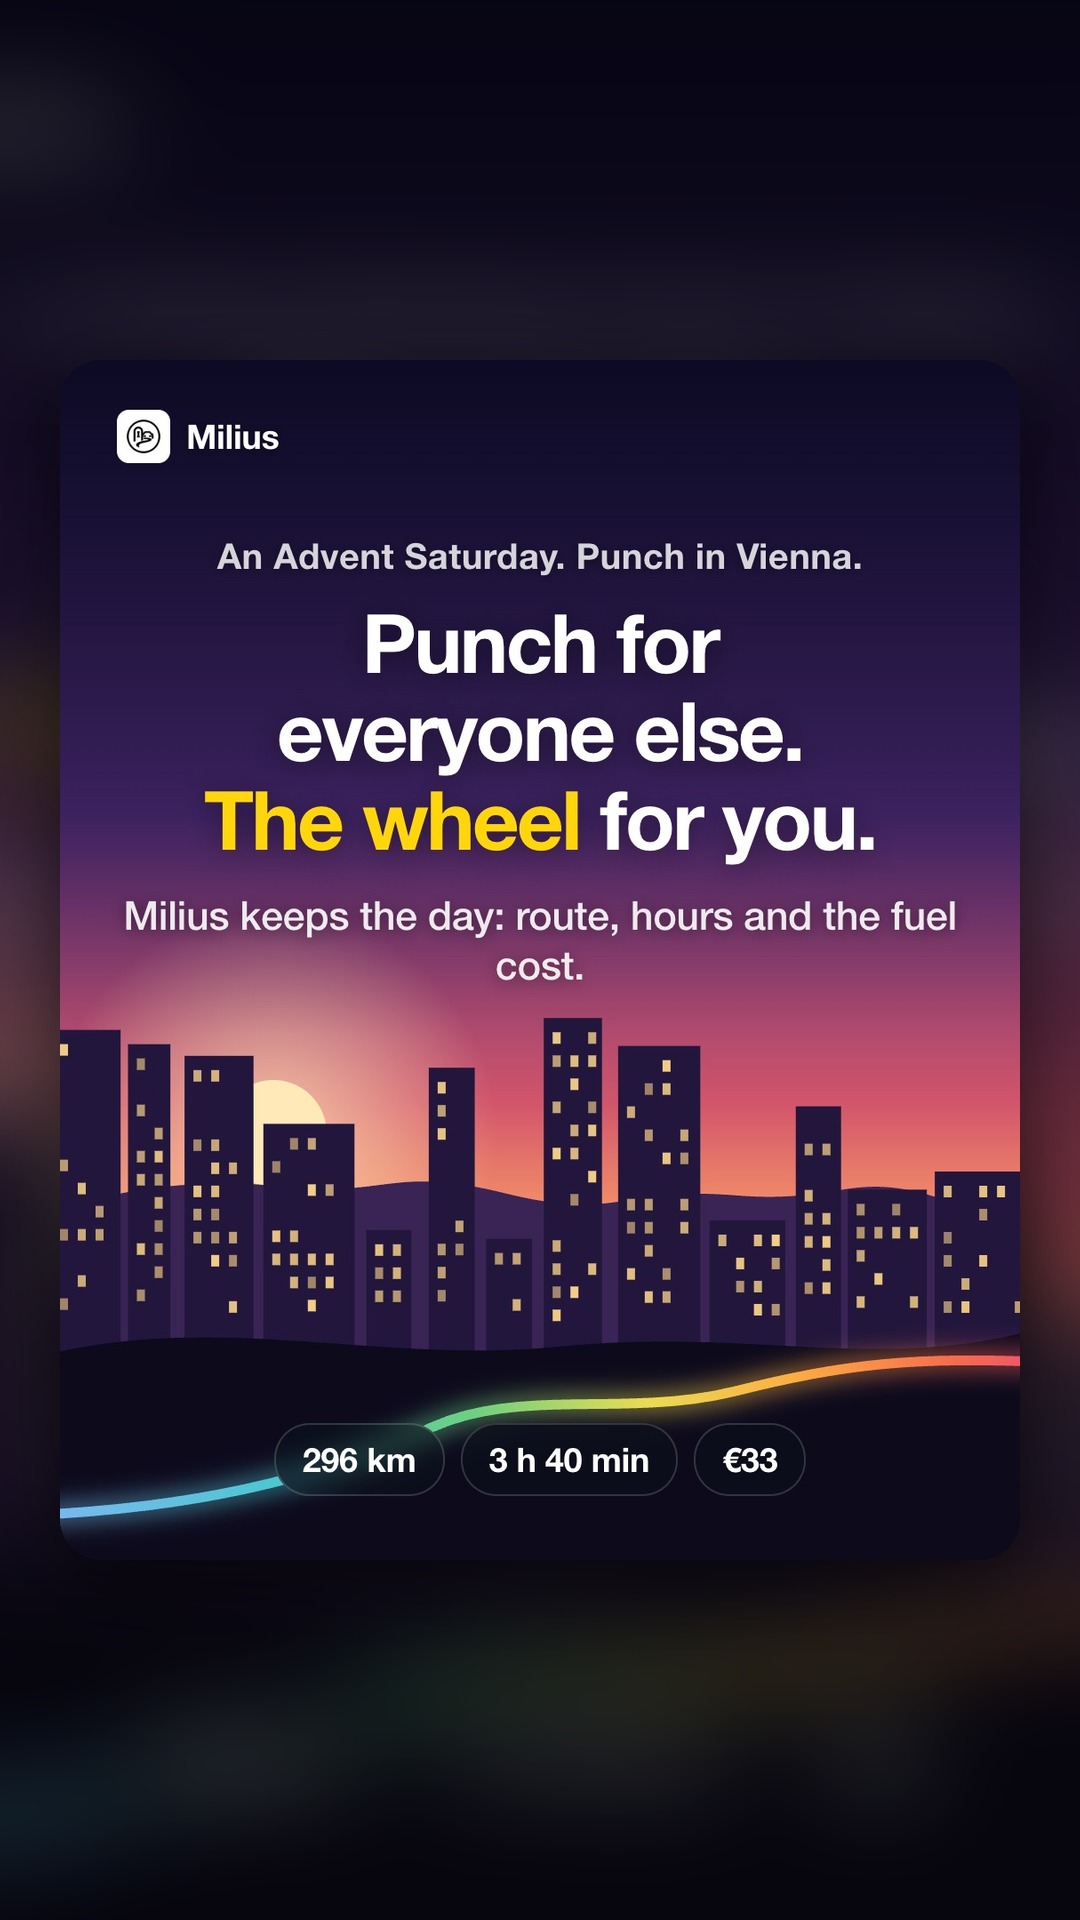 Milius
An Advent Saturday. Punch in Vienna.
Punch for
everyone else.
The wheel for you.
Milius keeps the day: route, hours and the fuel
cost.
296 km
3 h 40 min
€33